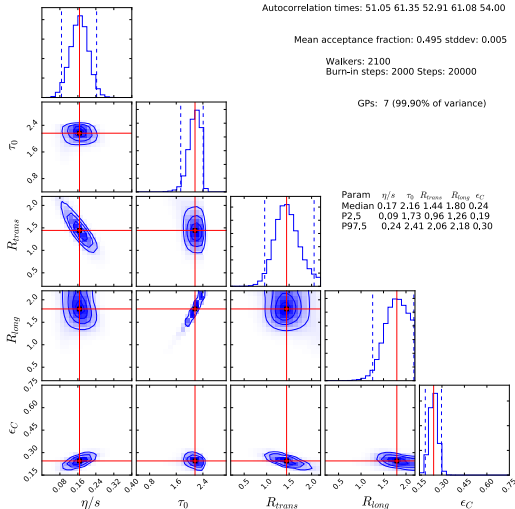 Autocorrelation times: 51.05 61.35 52.91 61.08 54.00
Mean acceptance fraction: 0.495 stddev: 0.005
Walkers: 2100
Burn-in steps: 2000 Steps: 20000
GPs: 7 (99.90% of variance)
Param η/s τ0 Rtrans Rlong ϵC
Median 0.17 2.16 1.44 1.80 0.24
P2,5 0,09 1,73 0,96 1,26 0,19
P97,5 0,24 2,41 2,06 2,18 0,30
τ0
2.4
1.6
0.8
Rtrans
2.0
1.5
1.0
0.5
Rlong
2.0
1.75
1.25
0.75
ϵC
0.60
0.45
0.30
0.15
0.08 0.16 0.24 0.32 0.40
0.8 1.6 2.4
0.5 1.0 1.5 2.0
0.5 1.0 1.5 2.0
0.15 0.30 0.45 0.60 0.75
η/s
τ0
Rtrans
Rlong
ϵC